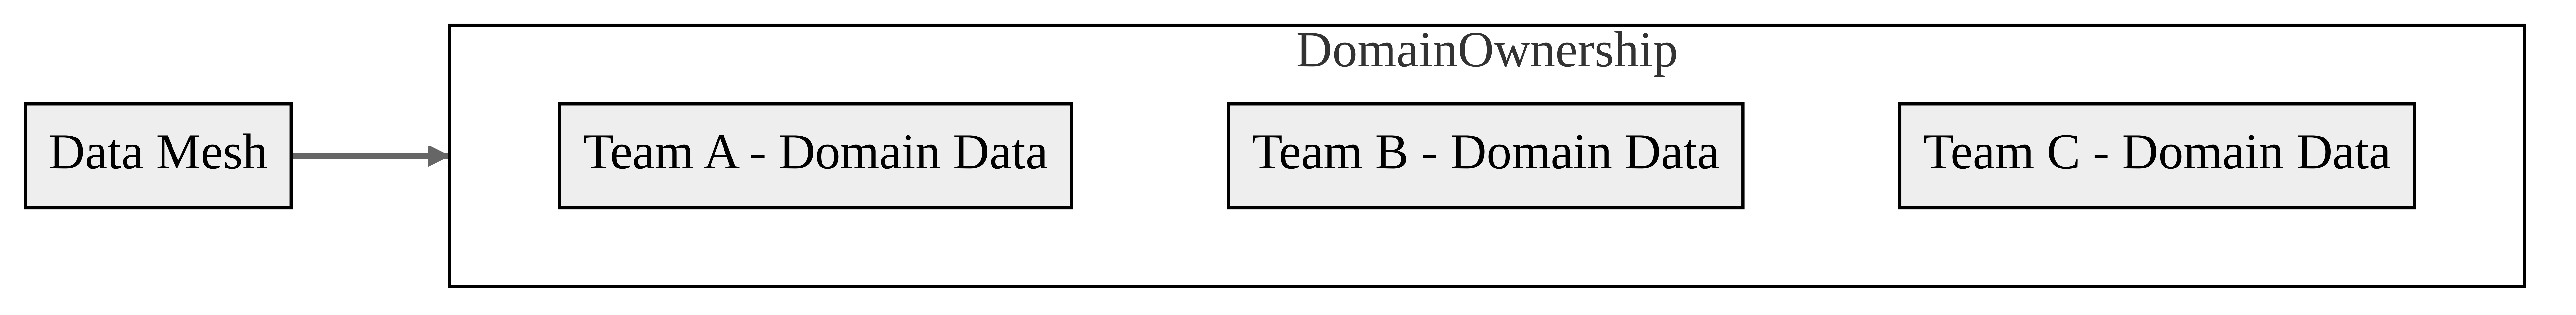 DomainOwnership
Data Mesh
Team A - Domain Data
Team B - Domain Data
Team C - Domain Data